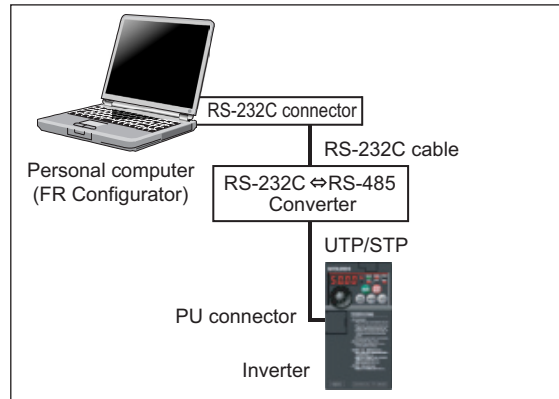 RS-232C connector
RS-232C cable
Personal computer
(FR Configurator)
RS-232C ⇔RS-485
Converter
UTP/STP
PU connector
Inverter